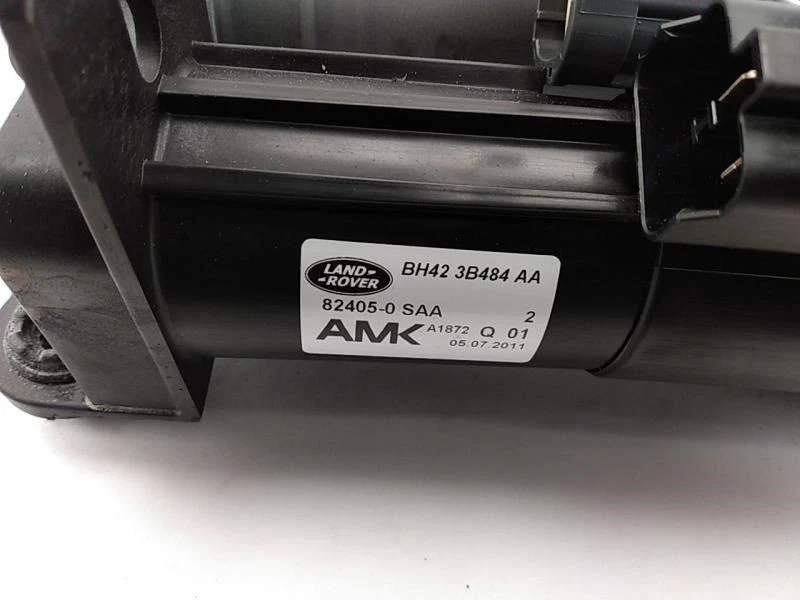 LAND-
-ROVER
BH42 3B484 AA
82405-0 SAA 2
AMK A1872 Q 01
05.07.2011